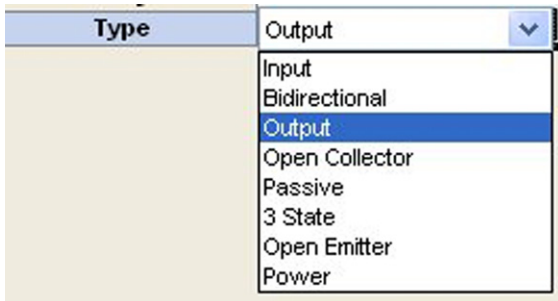 Type Output
Input
Bidirectional
Output
Open Collector
Passive
3 State
Open Emitter
Power